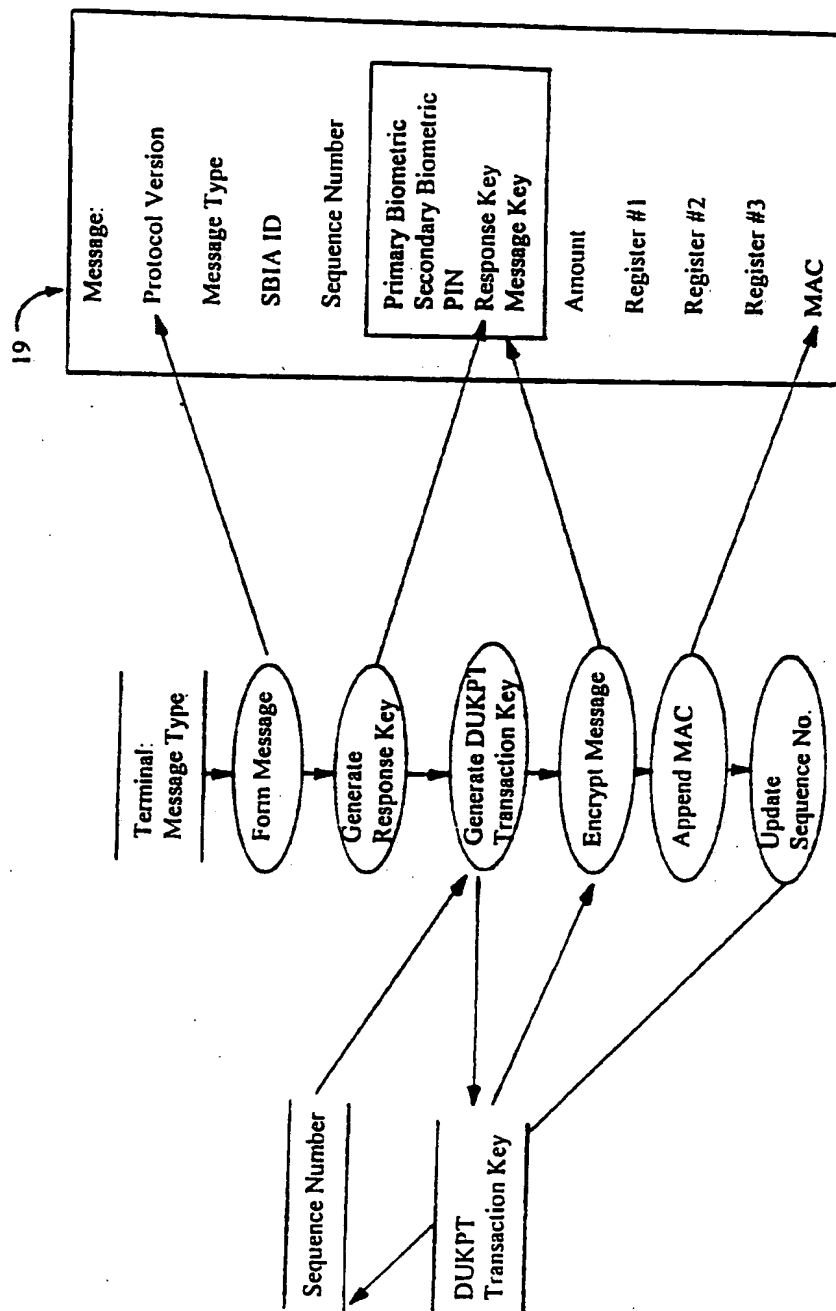 Sequence Number
DUKPT
Transaction Key
Terminal:
Message Type
Form Message
Generate
Response Key
Generate DUKPT
Transaction Key
Encrypt Message
Append MAC
Update
Sequence No.
19
Message:
Protocol Version
Message Type
SBIA ID
Sequence Number
Primary Biometric
Secondary Biometric
PIN
Response Key
Message Key
Amount
Register #1
Register #2
Register #3
MAC